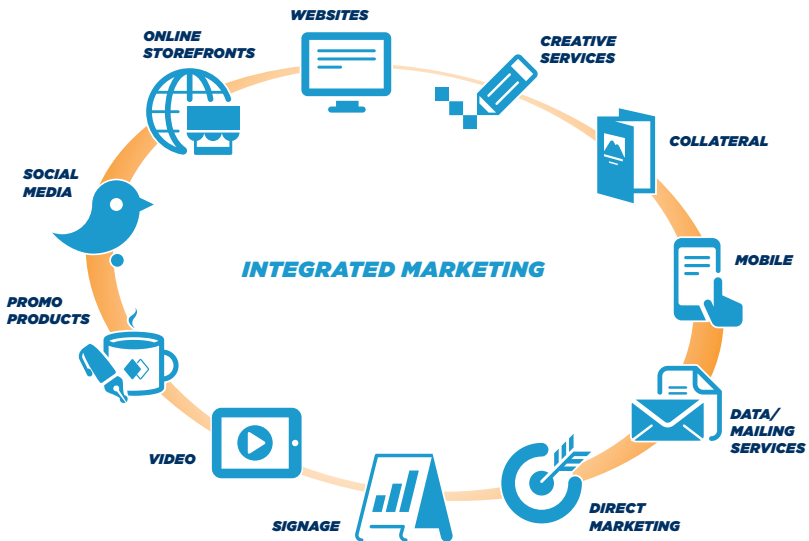 WEBSITES
ONLINE
STOREFRONTS
CREATIVE
SERVICES
COLLATERAL
SOCIAL
MEDIA
INTEGRATED MARKETING
MOBILE
PROMO
PRODUCTS
DATA/
MAILING
SERVICES
VIDEO
SIGNAGE
DIRECT
MARKETING